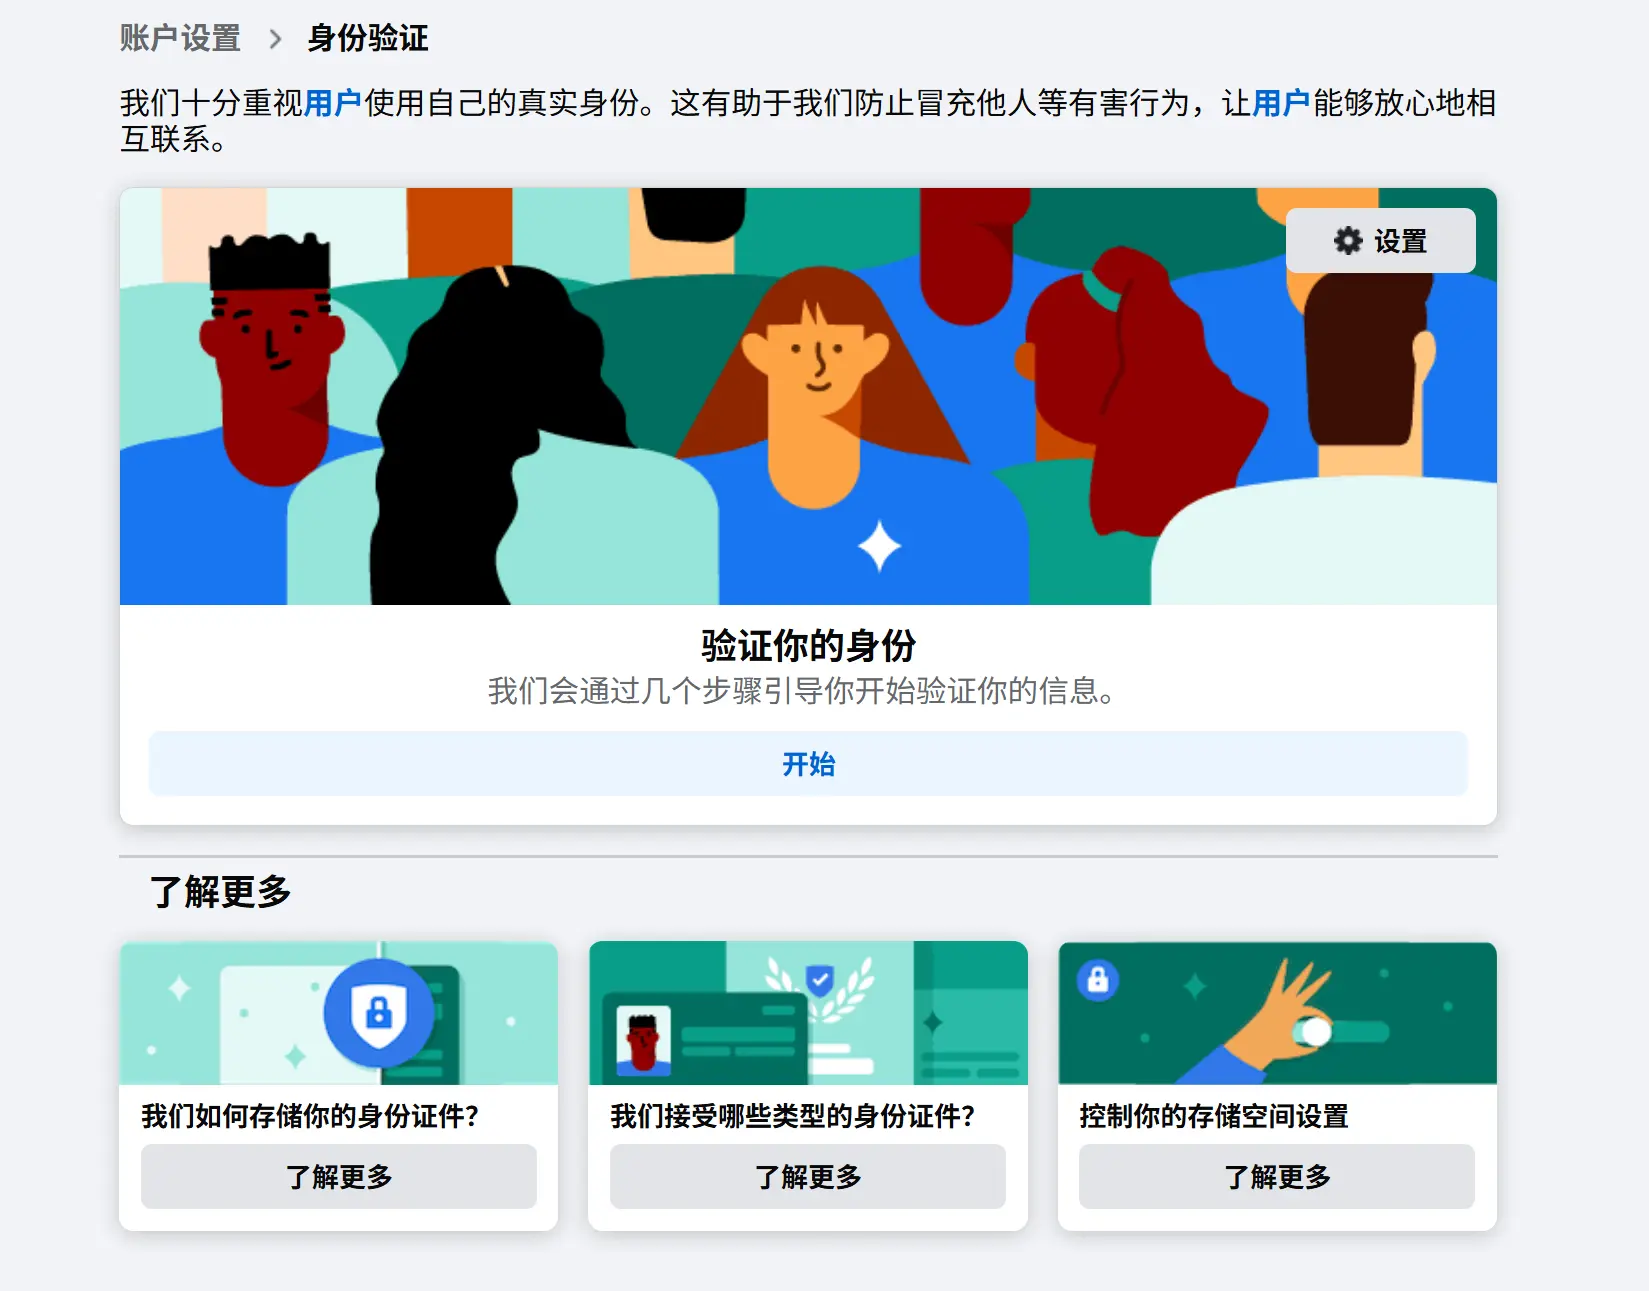 账户设置 > 身份验证
我们十分重视用户使用自己的真实身份。这有助于我们防止冒充他人等有害行为，让用户能够放心地相
互联系。
设置
验证你的身份
我们会通过几个步骤引导你开始验证你的信息。
开始
了解更多
我们如何存储你的身份证件？
了解更多
我们接受哪些类型的身份证件？
了解更多
控制你的存储空间设置
了解更多